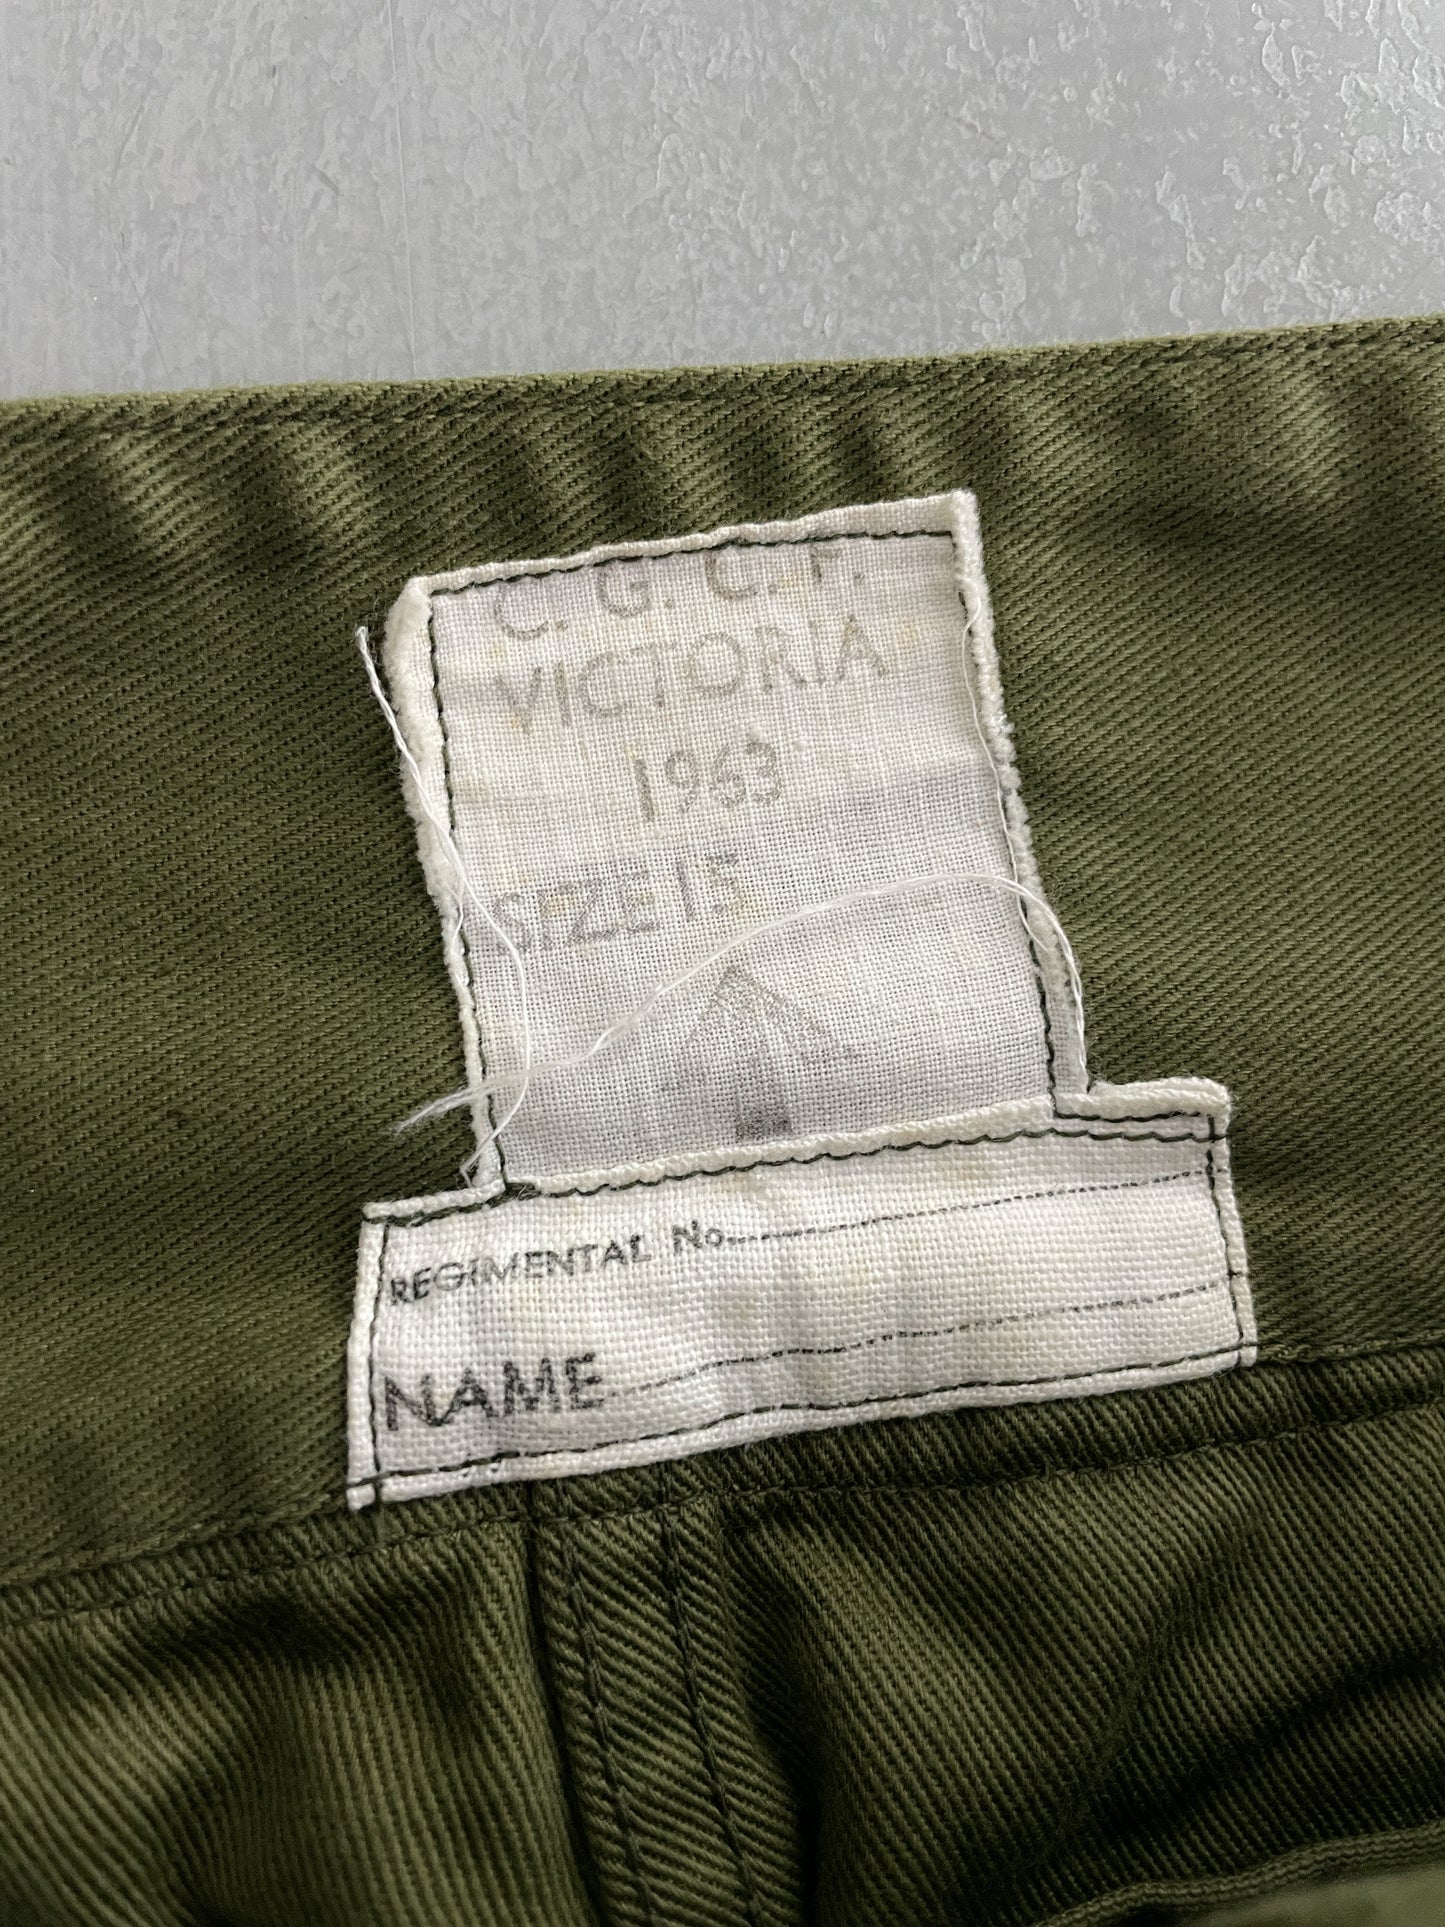 C. G. C. F.
VICTORIA
1963
SIZE 15
REGIMENTAL No.
NAME